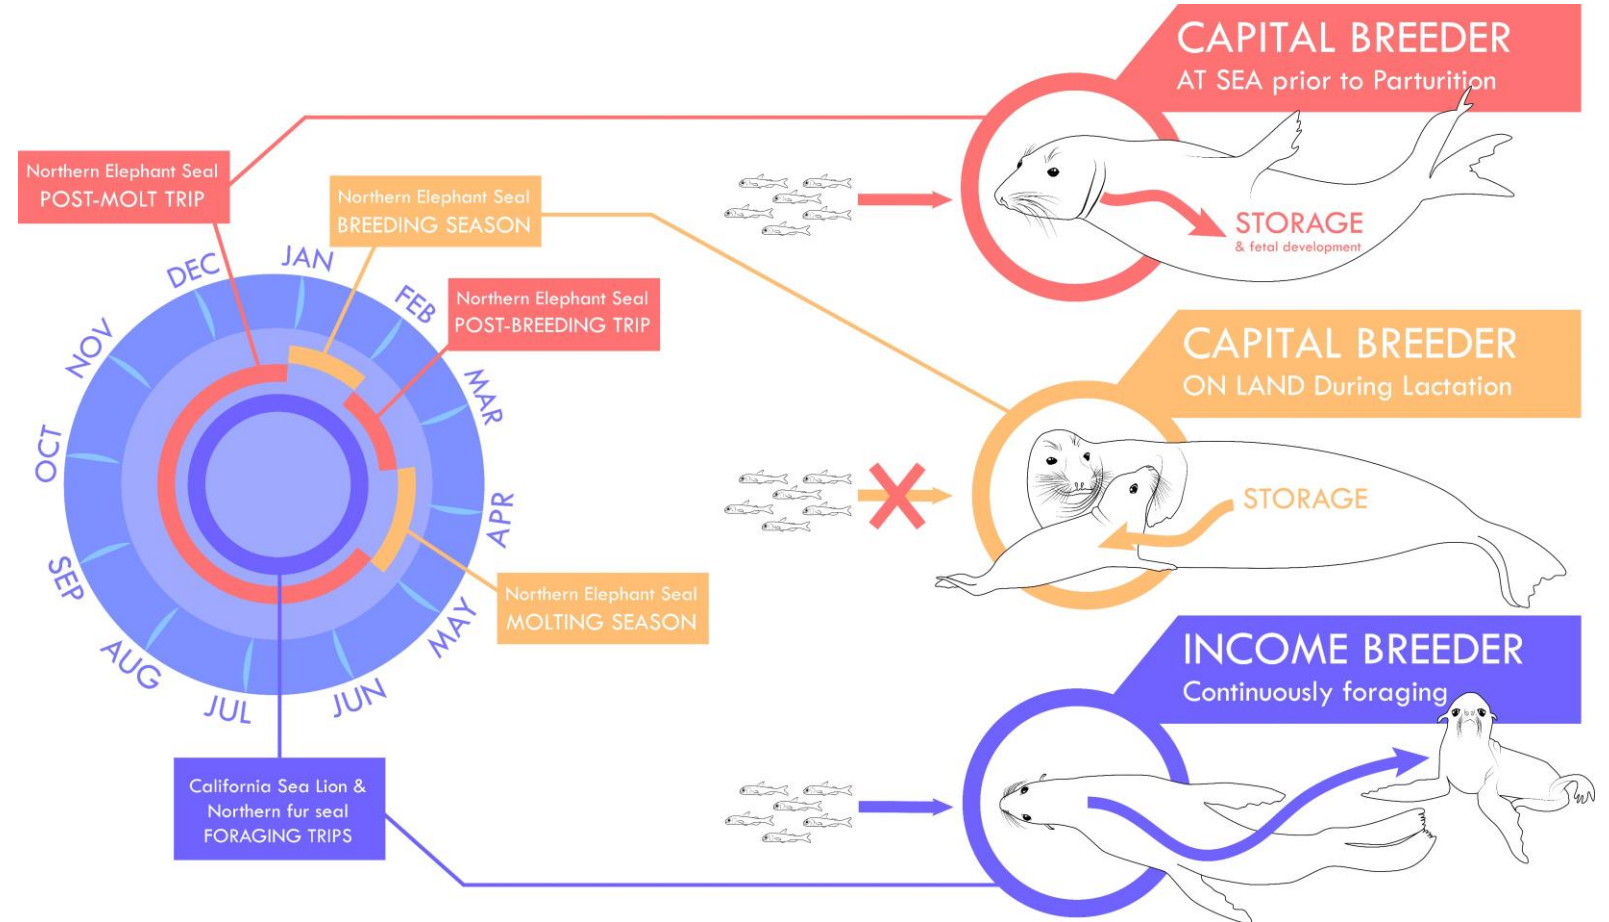 CAPITAL BREEDER
AT SEA prior to Parturition
Northern Elephant Seal
POST-MOLT TRIP
Northern Elephant Seal
BREEDING SEASON
STORAGE
& fetal development
JAN
FEB
MAR
APR
MAY
JUN
JUL
AUG
SEP
OCT
NOV
DEC
Northern Elephant Seal
POST-BREEDING TRIP
CAPITAL BREEDER
ON LAND During Lactation
STORAGE
Northern Elephant Seal
MOLTING SEASON
INCOME BREEDER
Continuously foraging
California Sea Lion &
Northern fur seal
FORAGING TRIPS